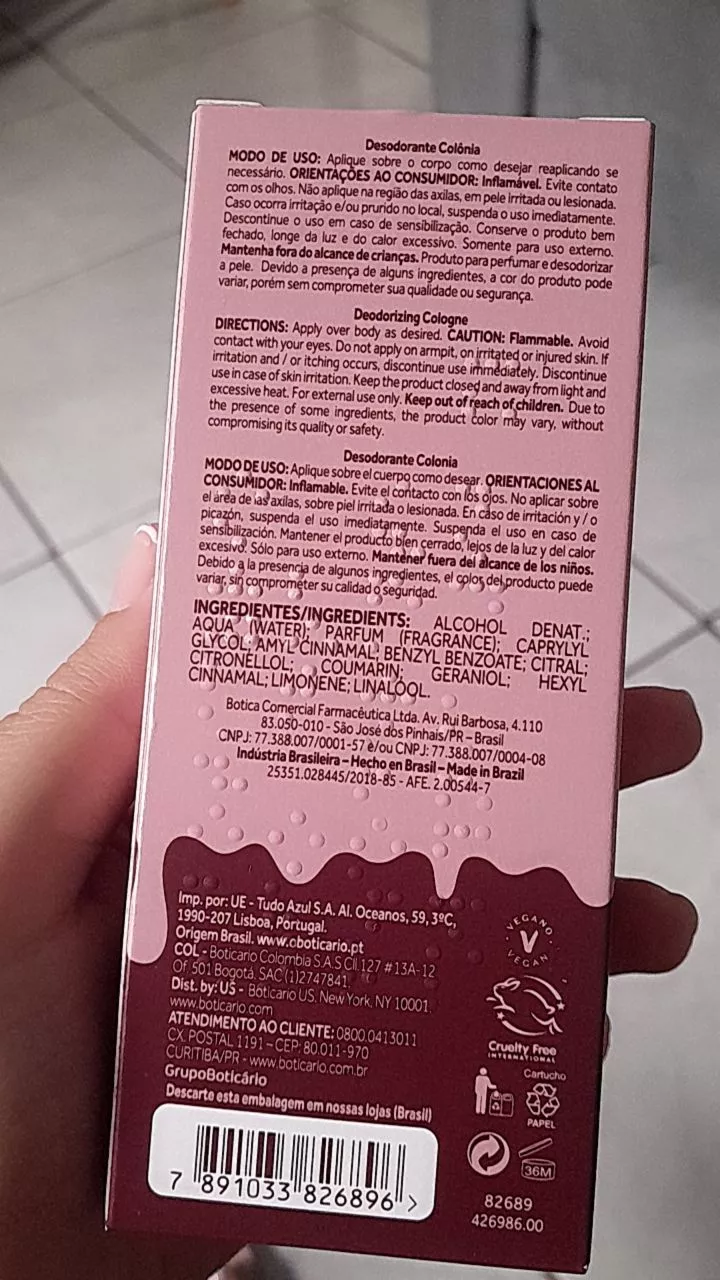 Desodorante Colônia
MODO DE USO: Aplique sobre o corpo como desejar reaplicando se
necessário. ORIENTAÇÕES AO CONSUMIDOR: Inflamável. Evite contato
com os olhos. Não aplique na região das axilas, em pele irritada ou lesionada.
Caso ocorra irritação e/ou prurido no local, suspenda o uso imediatamente.
Descontinue o uso em caso de sensibilização. Conserve o produto bem
fechado, longe da luz e do calor excessivo. Somente para uso externo.
Mantenha fora do alcance de crianças. Produto para perfumar e desodorizar
a pele. Devido a presença de alguns ingredientes, a cor do produto pode
variar, porém sem comprometer sua qualidade ou segurança.
Deodorizing Cologne
DIRECTIONS: Apply over body as desired. CAUTION: Flammable. Avoid
contact with your eyes. Do not apply on armpit, on irritated or injured skin. If
irritation and / or itching occurs, discontinue use immediately. Discontinue
use in case of skin irritation. Keep the product closed and away from light and
excessive heat. For external use only. Keep out of reach of children. Due to
the presence of some ingredients, the product color may vary, without
compromising its quality or safety.
Desodorante Colonia
MODO DE USO: Aplique sobre el cuerpo como desear. ORIENTACIONES AL
CONSUMIDOR: Inflamable. Evite el contacto con los ojos. No aplicar sobre
el área de las axilas, sobre piel irritada o lesionada. En caso de irritación y / o
picazón, suspenda el uso imediatamente. Suspenda el uso en caso de
sensibilización. Mantener el producto bien cerrado, lejos de la luz y del calor
excesivo. Sólo para uso externo. Mantener fuera del alcance de los niños.
Debido a la presencia de algunos ingredientes, el color del producto puede
variar, sin comprometer su calidad o seguridad.
INGREDIENTES/INGREDIENTS: ALCOHOL DENAT.;
AQUA (WATER); PARFUM (FRAGRANCE); CAPRYLYL
GLYCOL; AMYL CINNAMAL; BENZYL BENZOATE; CITRAL;
CITRONELLOL; COUMARIN; GERANIOL; HEXYL
CINNAMAL; LIMONENE; LINALOOL.
Botica Comercial Farmacêutica Ltda. Av. Rui Barbosa, 4.110
83.050-010 - São José dos Pinhais/PR – Brasil
CNPJ: 77.388.007/0001-57 e/ou CNPJ: 77.388.007/0004-08
Indústria Brasileira – Hecho en Brasil – Made in Brazil
25351.028445/2018-85 - AFE. 2.00544-7
Imp. por: UE - Tudo Azul S.A. Al. Oceanos, 59, 3ºC,
1990-207 Lisboa, Portugal.
Origem Brasil. www.oboticario.pt
COL - Boticario Colombia S.A.S Cll.127 #13A-12
Of. 501 Bogotá. SAC (1)2747841.
Dist. by: US - Boticario US, New York, NY 10001.
www.boticario.com
ATENDIMENTO AO CLIENTE: 0800.0413011
CX. POSTAL 1191 – CEP: 80.011-970
CURITIBA/PR - www.boticario.com.br
GrupoBoticário
Descarte esta embalagem em nossas lojas (Brasil)
7 891033 826896 >
VEGANO
V
VEGAN
Cruelty Free
INTERNATIONAL
Cartucho
PAPEL
36M
82689
426986.00